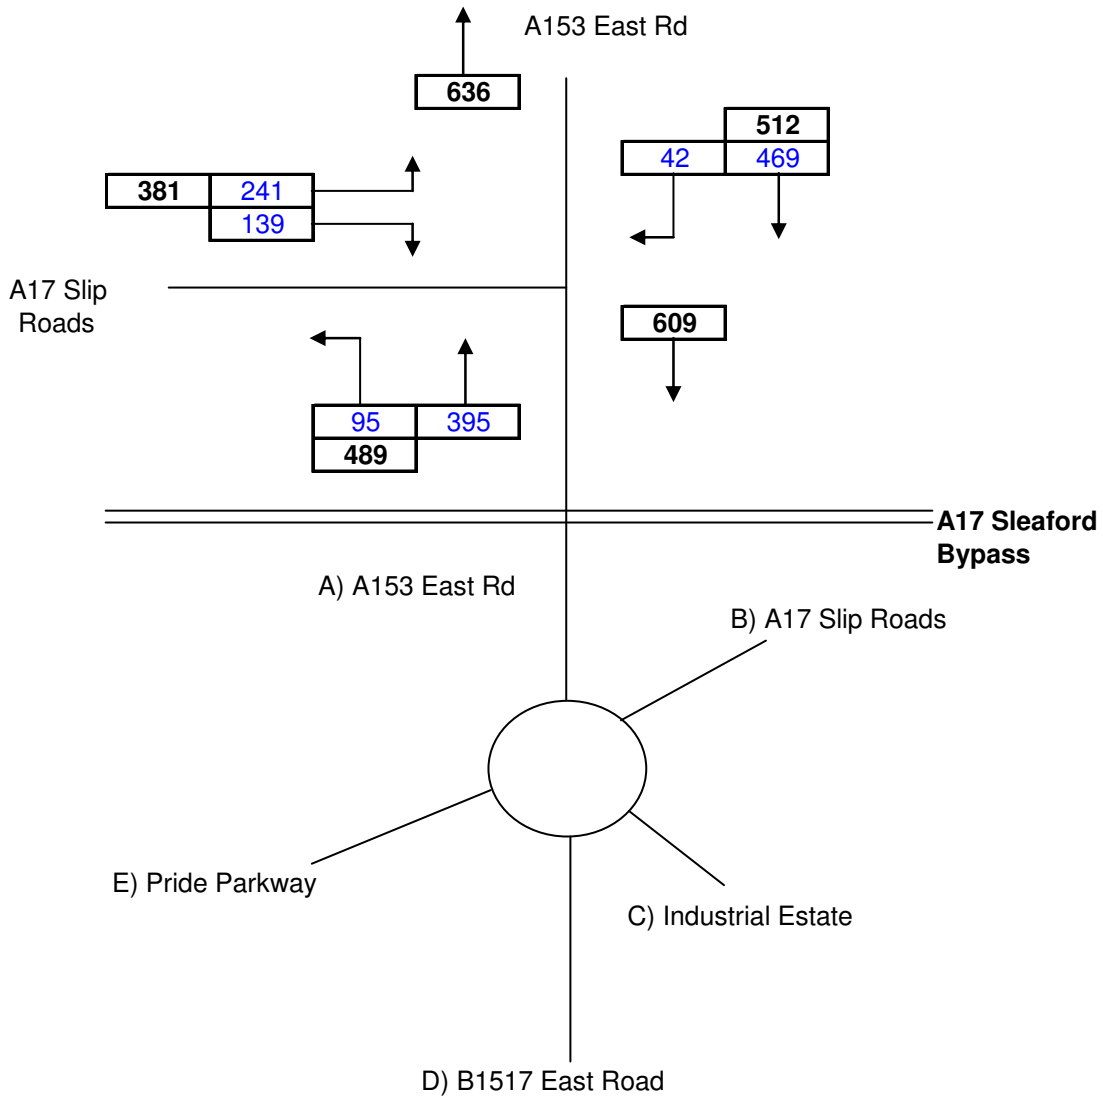 A153 East Rd
636
512
42 469
381 241
139
A17 Slip
Roads
609
95 395
489
A17 Sleaford
Bypass
A) A153 East Rd
B) A17 Slip Roads
E) Pride Parkway
C) Industrial Estate
D) B1517 East Road